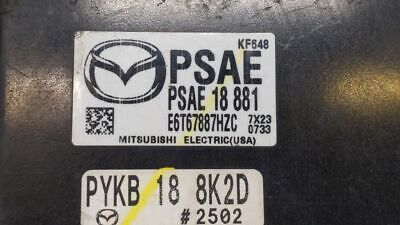 KF648
PSAE
PSAE 18 881
E6T67887HZC 7X23
0733
MITSUBISHI ELECTRIC(USA)
PYKB 18 8K2D
#2502